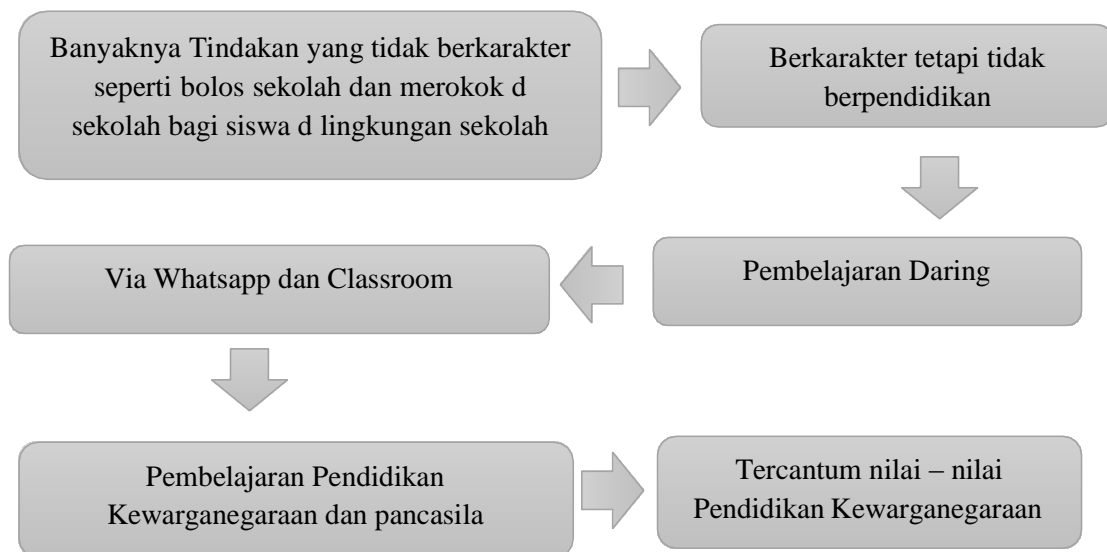 Banyaknya Tindakan yang tidak berkarakter
seperti bolos sekolah dan merokok d
sekolah bagi siswa d lingkungan sekolah
Berkarakter tetapi tidak
berpendidikan
Pembelajaran Daring
Via Whatsapp dan Classroom
Pembelajaran Pendidikan
Kewarganegaraan dan pancasila
Tercantum nilai – nilai
Pendidikan Kewarganegaraan